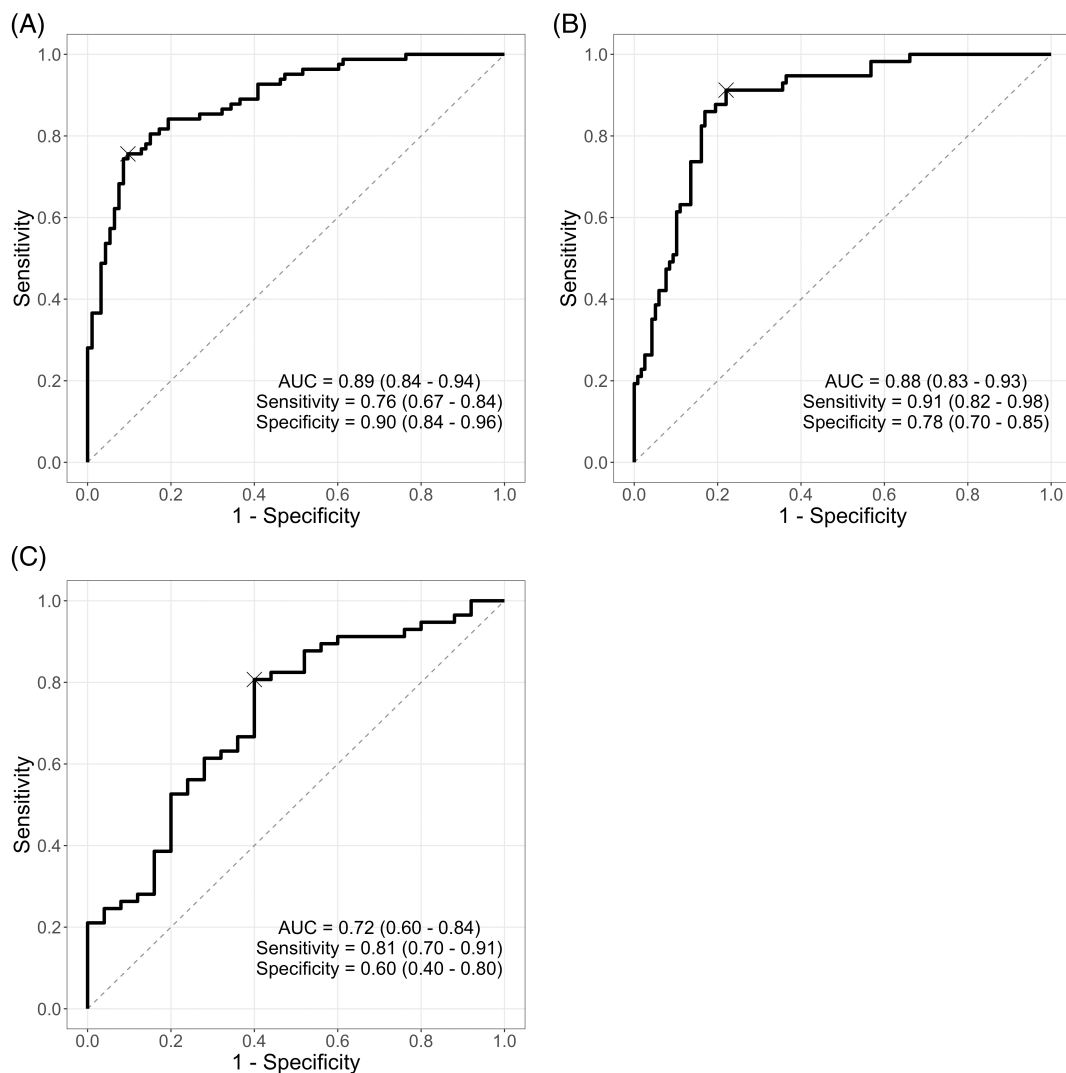 (A)
1.0
0.8
0.6
0.4
0.2
0.0
Sensitivity
AUC = 0.89 (0.84 - 0.94)
Sensitivity = 0.76 (0.67 - 0.84)
Specificity = 0.90 (0.84 - 0.96)
0.0 0.2 0.4 0.6 0.8 1.0
1 - Specificity
(B)
1.0
0.8
0.6
0.4
0.2
0.0
Sensitivity
AUC = 0.88 (0.83 - 0.93)
Sensitivity = 0.91 (0.82 - 0.98)
Specificity = 0.78 (0.70 - 0.85)
0.0 0.2 0.4 0.6 0.8 1.0
1 - Specificity
(C)
1.0
0.8
0.6
0.4
0.2
0.0
Sensitivity
AUC = 0.72 (0.60 - 0.84)
Sensitivity = 0.81 (0.70 - 0.91)
Specificity = 0.60 (0.40 - 0.80)
0.0 0.2 0.4 0.6 0.8 1.0
1 - Specificity